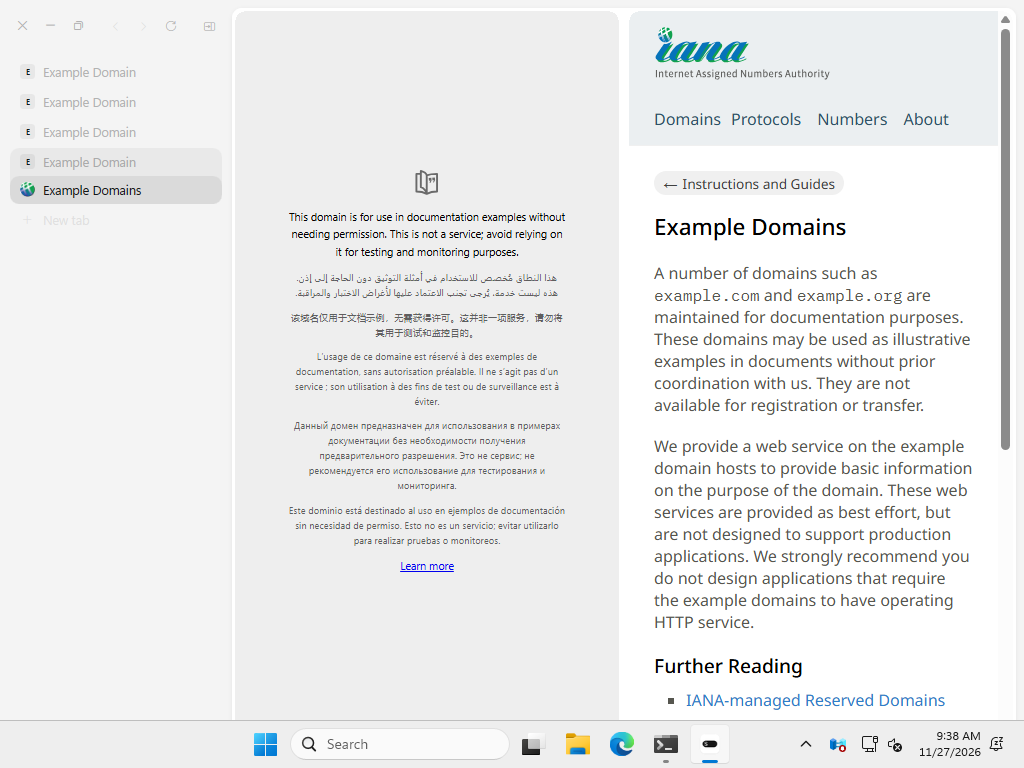 E Example Domain
E Example Domain
E Example Domain
E Example Domain
Example Domains
+ New tab
This domain is for use in documentation examples without
needing permission. This is not a service; avoid relying on
it for testing and monitoring purposes.
هذا النطاق مُخصص للاستخدام في أمثلة التوثيق دون الحاجة إلى إذن.
هذه ليست خدمة، يُرجى تجنب الاعتماد عليها لأغراض الاختبار والمراقبة.
该域名仅用于文档示例，无需获得许可。这并非一项服务，请勿将
其用于测试和监控目的。
L'usage de ce domaine est réservé à des exemples de
documentation, sans autorisation préalable. Il ne s'agit pas d'un
service ; son utilisation à des fins de test ou de surveillance est à
éviter.
Данный домен предназначен для использования в примерах
документации без необходимости получения
предварительного разрешения. Это не сервис; не
рекомендуется его использование для тестирования и
мониторинга.
Este dominio está destinado al uso en ejemplos de documentación
sin necesidad de permiso. Esto no es un servicio; evitar utilizarlo
para realizar pruebas o monitoreos.
Learn more
iana
Internet Assigned Numbers Authority
Domains Protocols Numbers About
← Instructions and Guides
Example Domains
A number of domains such as
example.com and example.org are
maintained for documentation purposes.
These domains may be used as illustrative
examples in documents without prior
coordination with us. They are not
available for registration or transfer.
We provide a web service on the example
domain hosts to provide basic information
on the purpose of the domain. These web
services are provided as best effort, but
are not designed to support production
applications. We strongly recommend you
do not design applications that require
the example domains to have operating
HTTP service.
Further Reading
IANA-managed Reserved Domains
Search
9:38 AM
11/27/2026